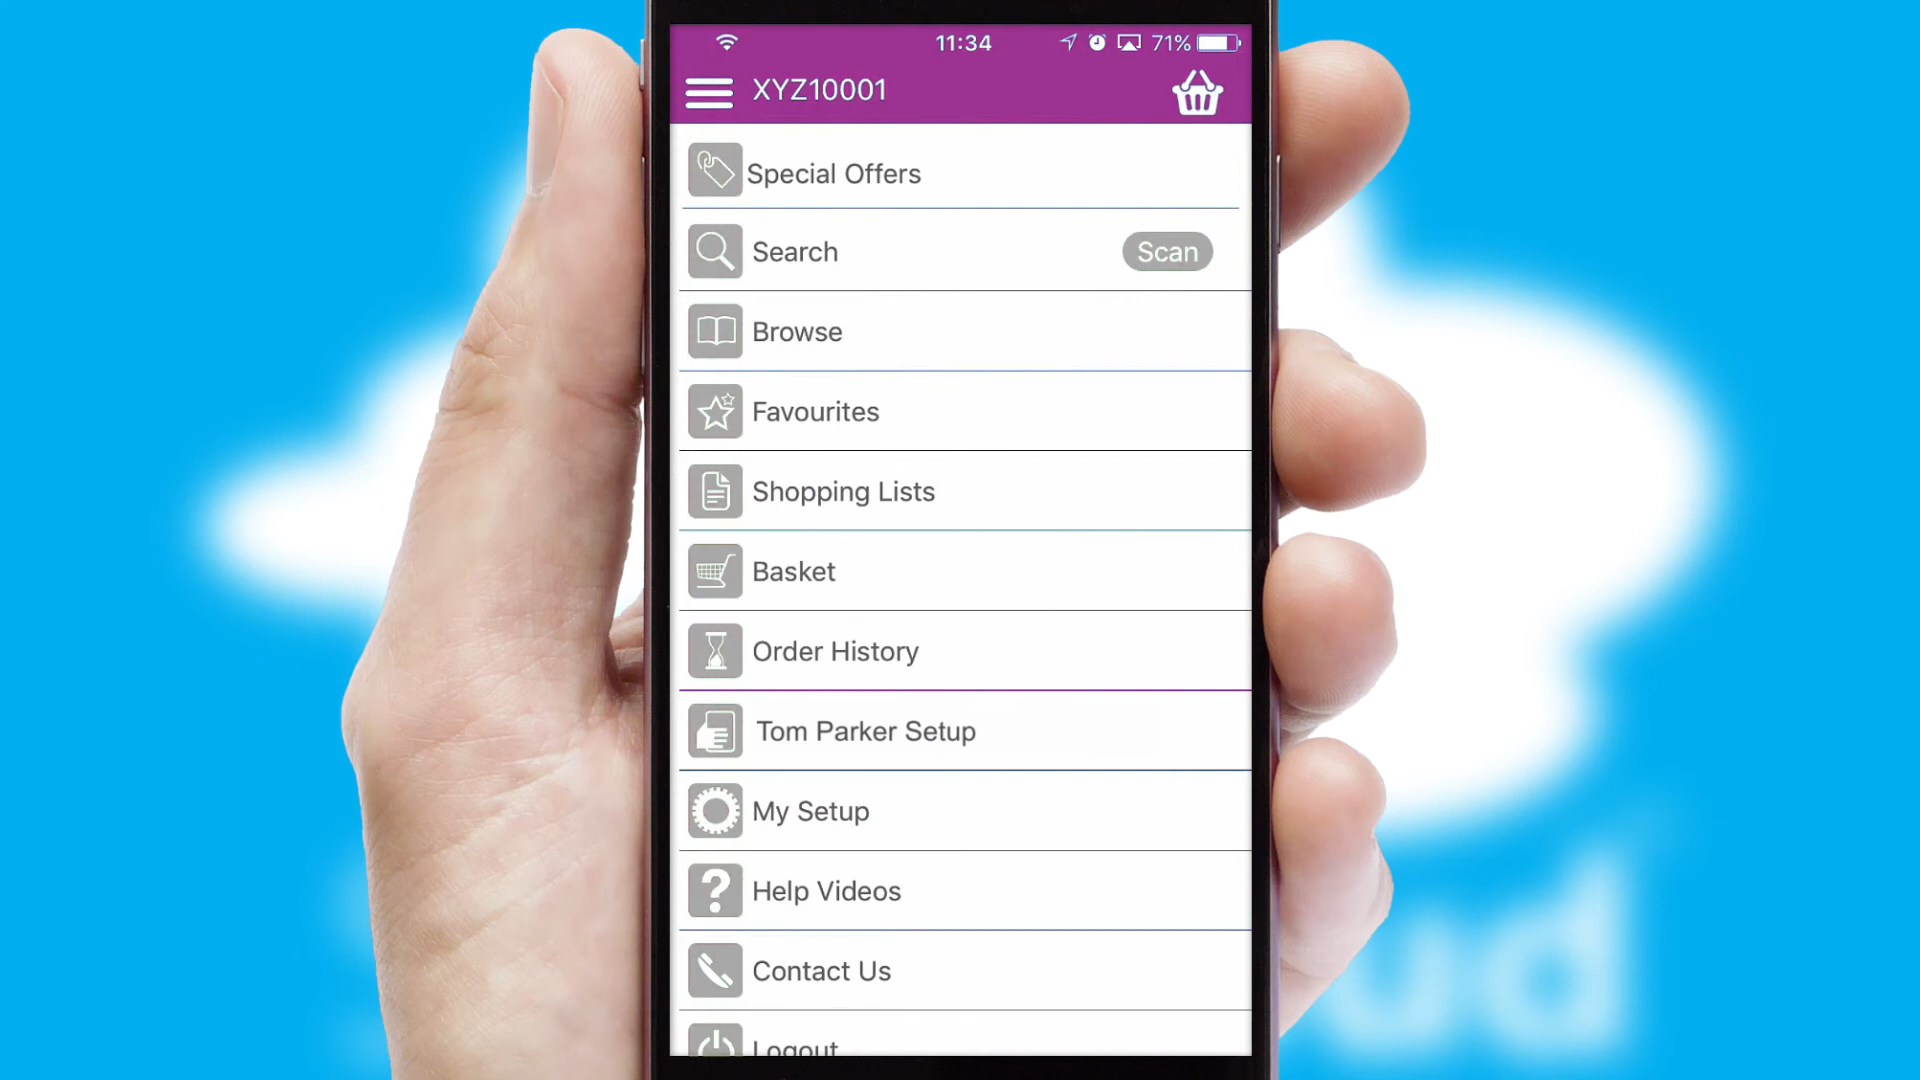 11:34
71%
XYZ10001
Special Offers
Search
Scan
Browse
Favourites
Shopping Lists
Basket
Order History
Tom Parker Setup
My Setup
Help Videos
Contact Us
Logout
ud